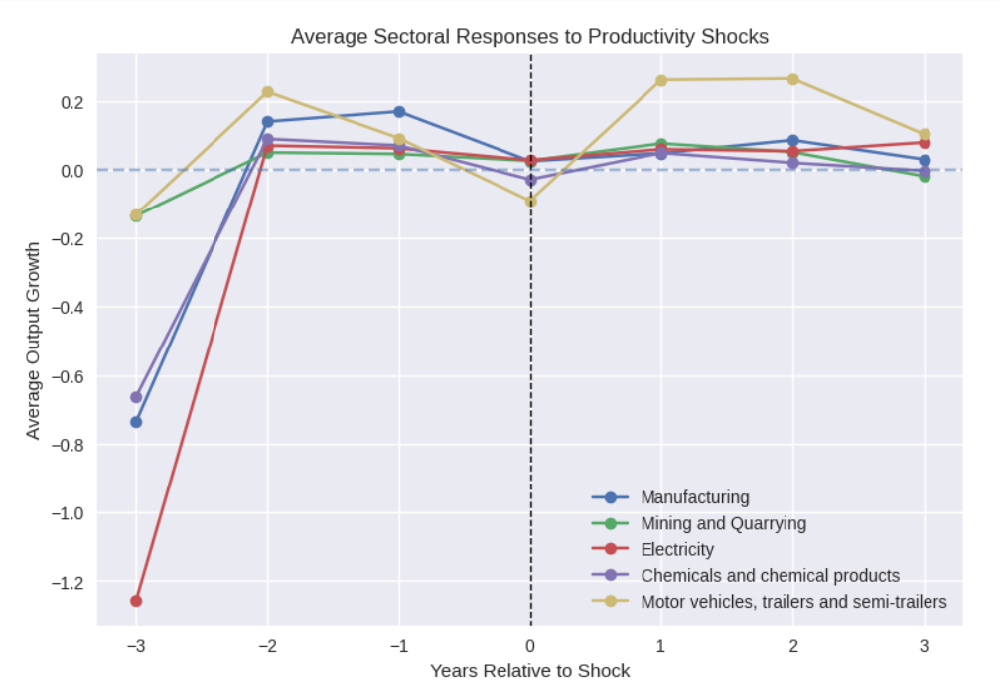 Average Sectoral Responses to Productivity Shocks
Average Output Growth
0.2
0.0
−0.2
−0.4
−0.6
−0.8
−1.0
−1.2
Manufacturing
Mining and Quarrying
Electricity
Chemicals and chemical products
Motor vehicles, trailers and semi-trailers
−3 −2 −1 0 1 2 3
Years Relative to Shock